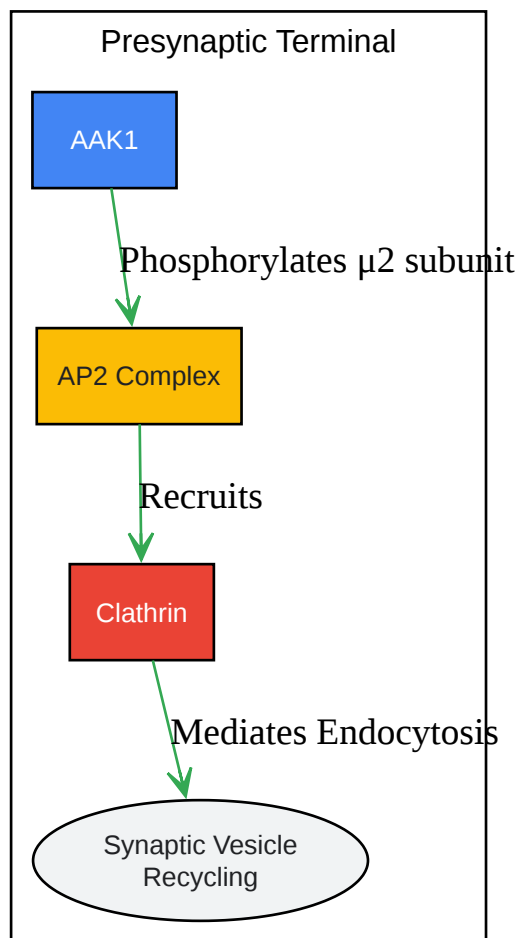 Presynaptic Terminal
AAK1
Phosphorylates μ2 subunit
AP2 Complex
Recruits
Clathrin
Mediates Endocytosis
Synaptic Vesicle
Recycling